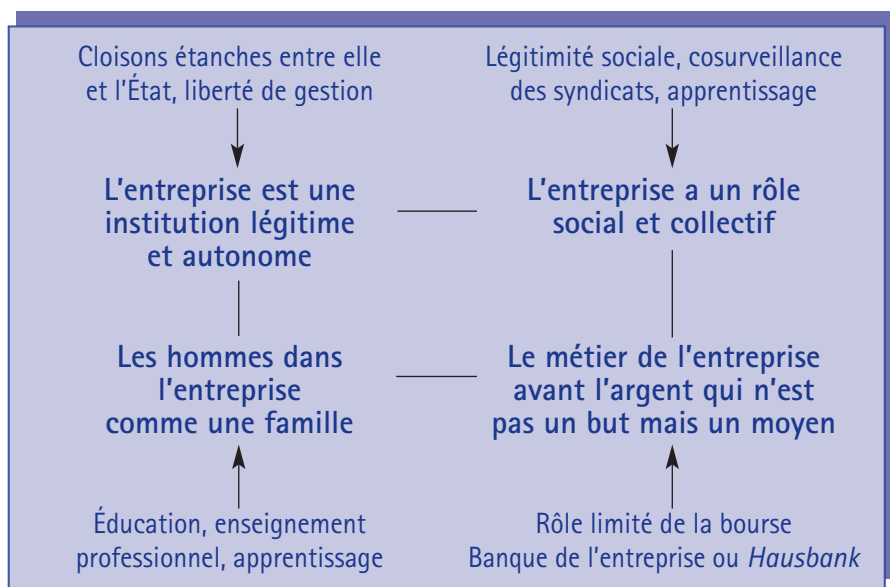 Cloisons étanches entre elle
et l'État, liberté de gestion
Légitimité sociale, cosurveillance
des syndicats, apprentissage
L'entreprise est une
institution légitime
et autonome
L'entreprise a un rôle
social et collectif
Les hommes dans
l'entreprise
comme une famille
Le métier de l'entreprise
avant l'argent qui n'est
pas un but mais un moyen
Éducation, enseignement
professionnel, apprentissage
Rôle limité de la bourse
Banque de l'entreprise ou Hausbank